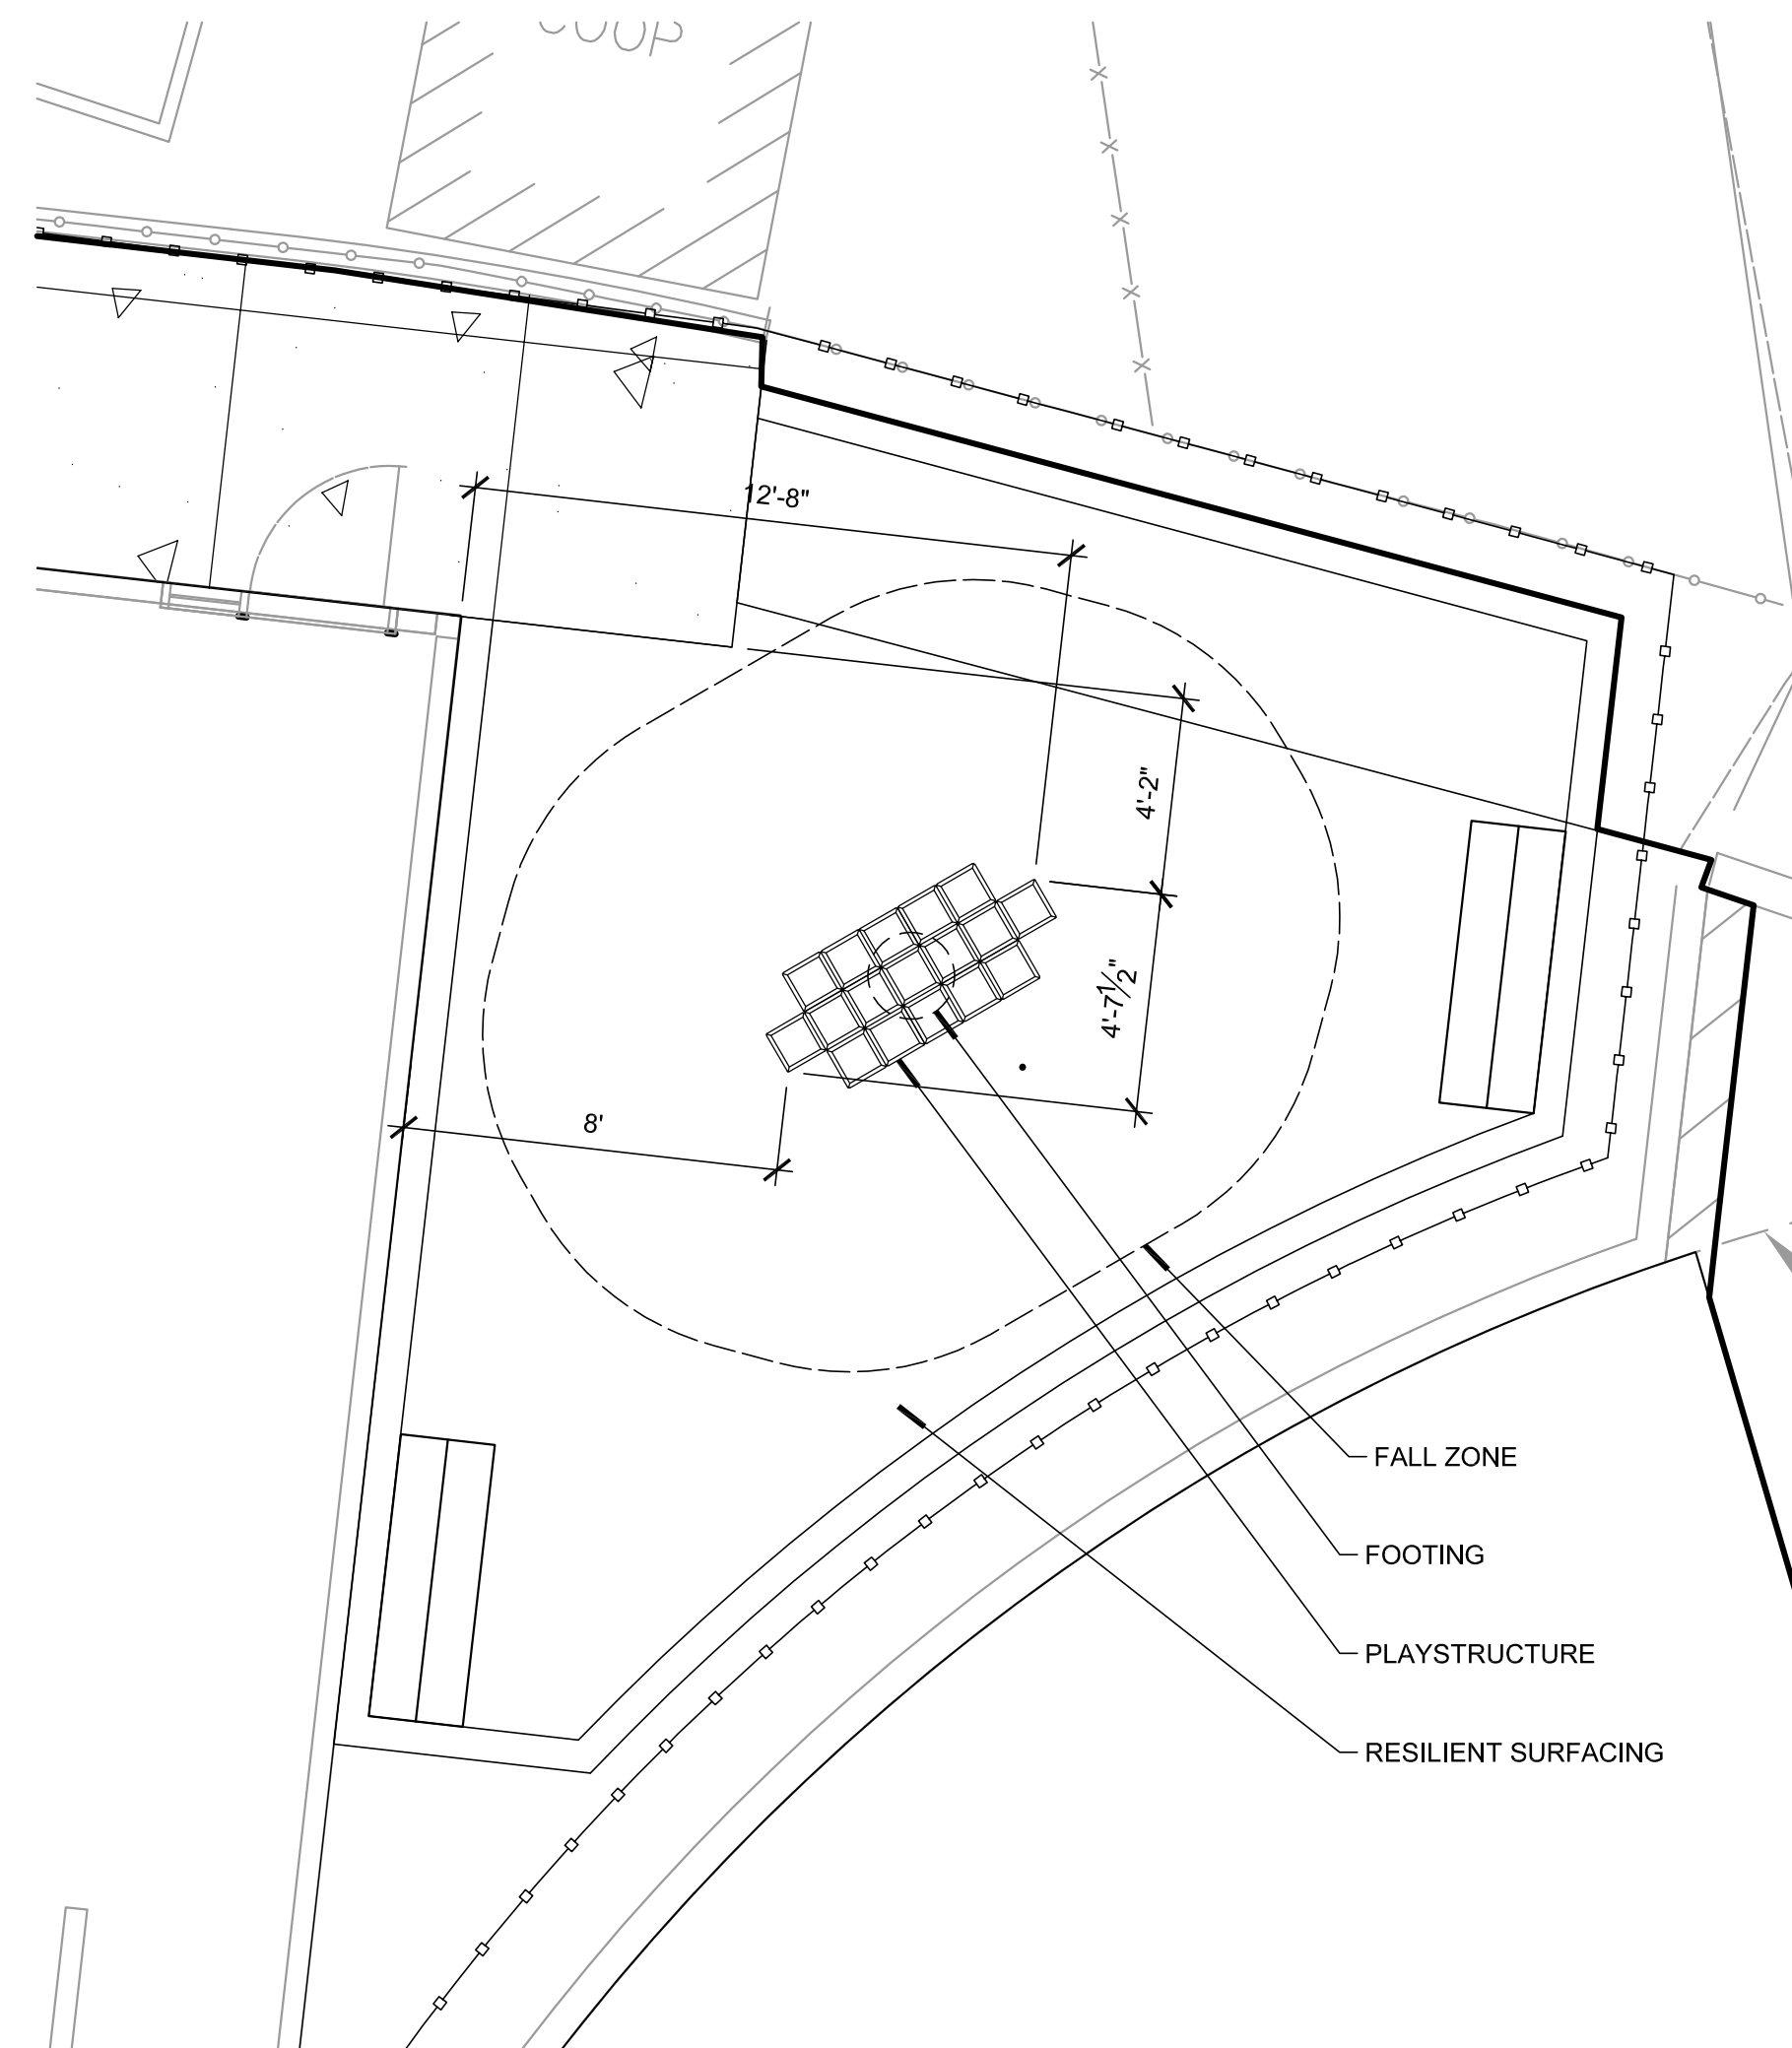 COOP
12'-8"
4'-2"
4'-7½"
8'
FALL ZONE
FOOTING
PLAYSTRUCTURE
RESILIENT SURFACING